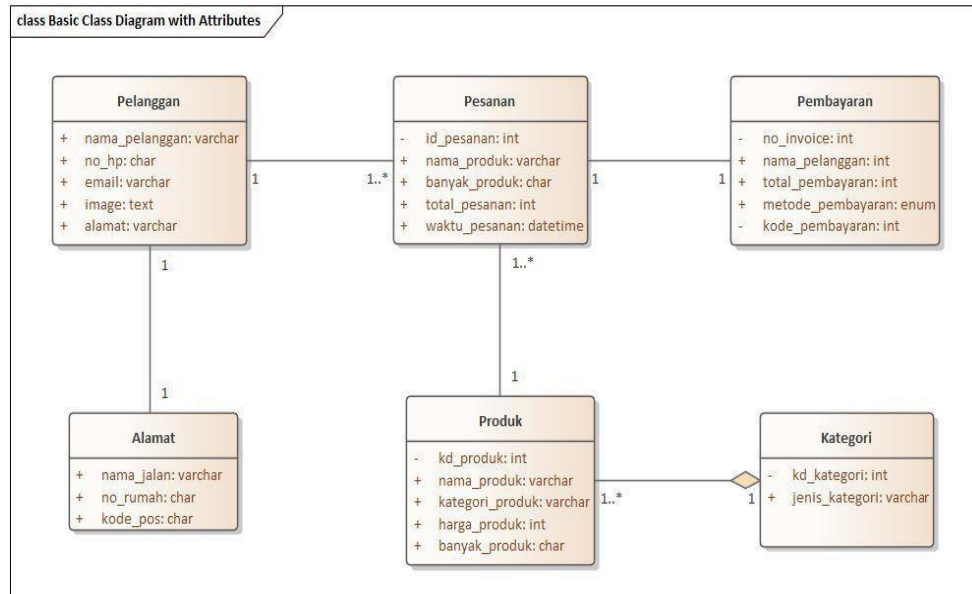 class Basic Class Diagram with Attributes
Pelanggan
+ nama_pelanggan: varchar
+ no_hp: char
+ email: varchar
+ image: text
+ alamat: varchar
1
1..*
Pesanan
- id_pesanan: int
+ nama_produk: varchar
+ banyak_produk: char
+ total_pesanan: int
+ waktu_pesanan: datetime
1
1
Pembayaran
- no_invoice: int
+ nama_pelanggan: int
+ total_pembayaran: int
+ metode_pembayaran: enum
- kode_pembayaran: int
1
1..*
1
1
Alamat
+ nama_jalan: varchar
+ no_rumah: char
+ kode_pos: char
Produk
- kd_produk: int
+ nama_produk: varchar
+ kategori_produk: varchar
+ harga_produk: int
+ banyak_produk: char
1..*
1
Kategori
- kd_kategori: int
+ jenis_kategori: varchar